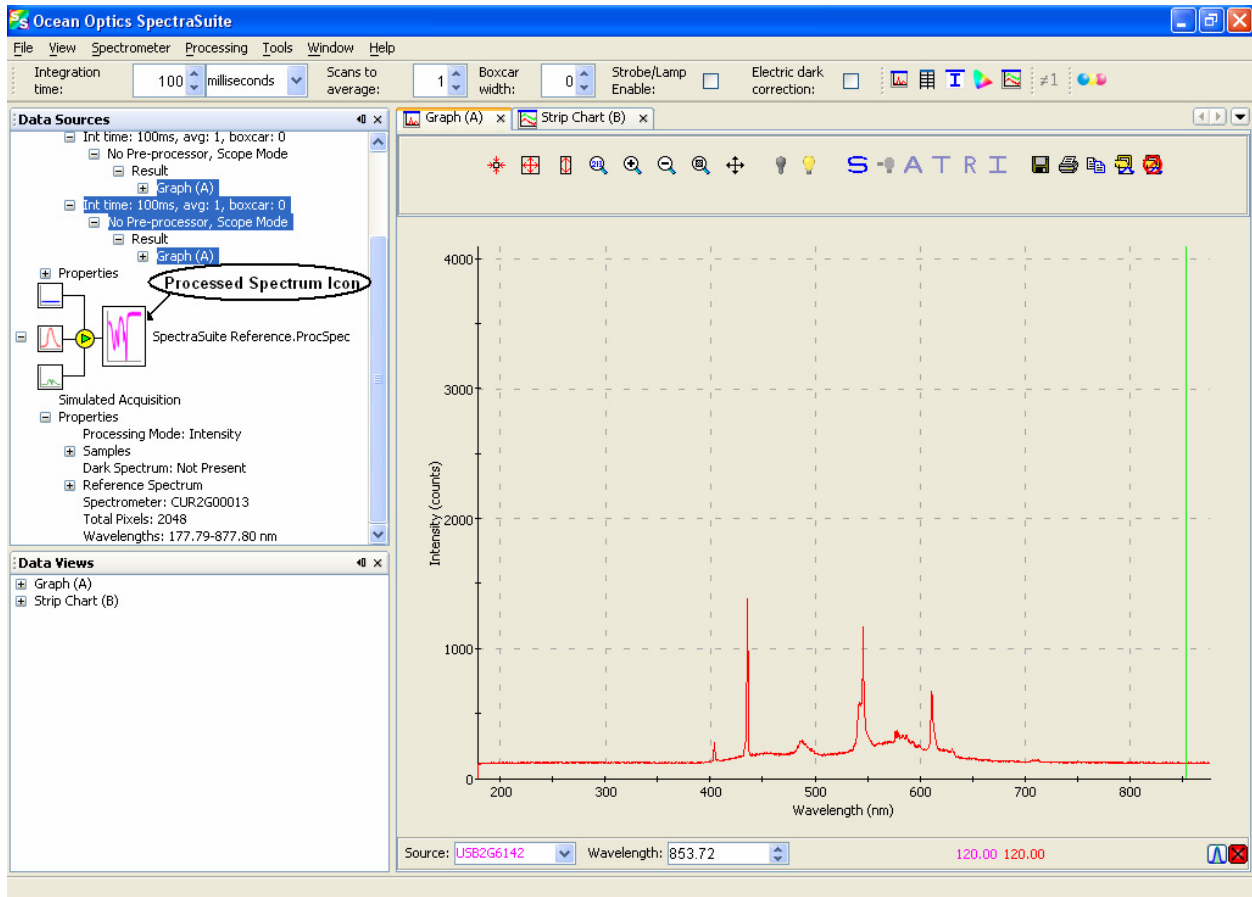 Ocean Optics SpectraSuite
File View Spectrometer Processing Tools Window Help
Integration time: 100 milliseconds Scans to average: 1 Boxcar width: 0 Strobe/Lamp Enable: Electric dark correction: ≠1
Data Sources
Int time: 100ms, avg: 1, boxcar: 0
No Pre-processor, Scope Mode
Result
Graph (A)
Int time: 100ms, avg: 1, boxcar: 0
No Pre-processor, Scope Mode
Result
Graph (A)
Properties
Processed Spectrum Icon
SpectraSuite Reference.ProcSpec
Simulated Acquisition
Properties
Processing Mode: Intensity
Samples
Dark Spectrum: Not Present
Reference Spectrum
Spectrometer: CUR2G00013
Total Pixels: 2048
Wavelengths: 177.79-877.80 nm
Data Views
Graph (A)
Strip Chart (B)
Graph (A) Strip Chart (B)
S A T R I
4000
3000
2000
1000
0
Intensity (counts)
200 300 400 500 600 700 800
Wavelength (nm)
Source: USB2G6142 Wavelength: 853.72 120.00 120.00